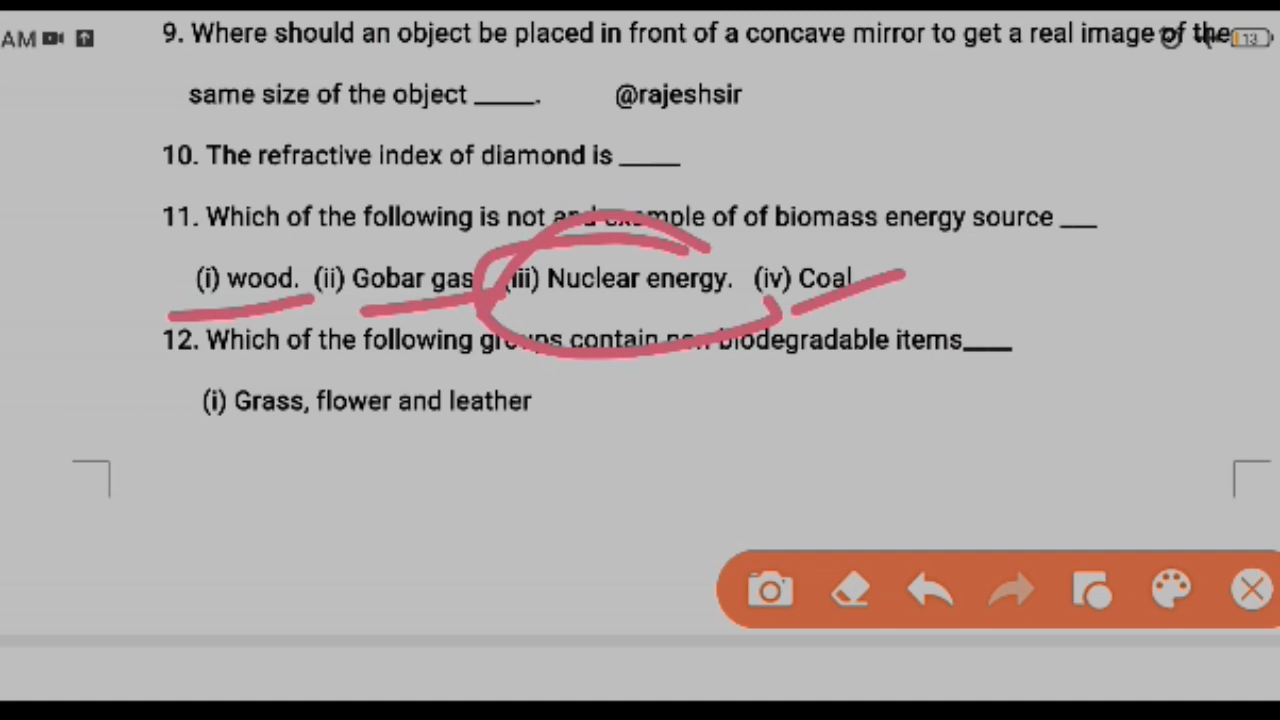 AM
9. Where should an object be placed in front of a concave mirror to get a real image of the
13
same size of the object _____. @rajeshsir
10. The refractive index of diamond is _____
11. Which of the following is not and example of of biomass energy source ___
(i) wood. (ii) Gobar gas (iii) Nuclear energy. (iv) Coal
12. Which of the following groups contain non biodegradable items____
(i) Grass, flower and leather